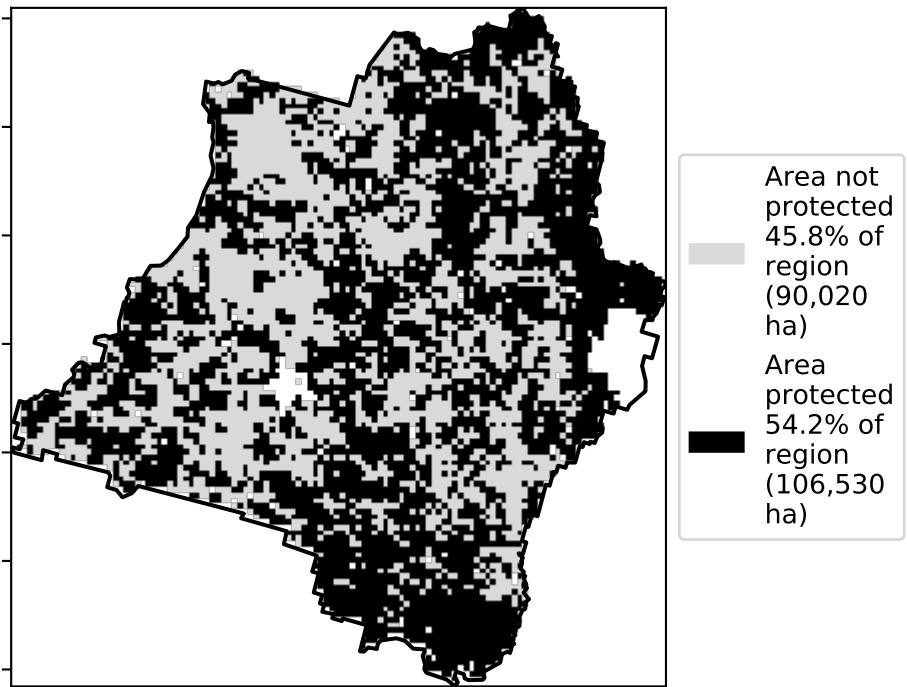 Area not
protected
45.8% of
region
(90,020
ha)
Area
protected
54.2% of
region
(106,530
ha)